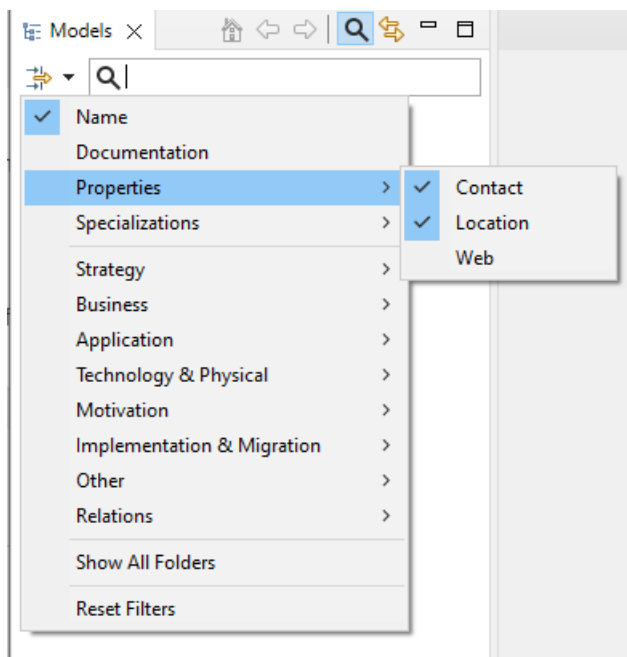 Models
Name
Documentation
Properties
Contact
Specializations
Location
Web
Strategy
Business
Application
Technology & Physical
Motivation
Implementation & Migration
Other
Relations
Show All Folders
Reset Filters